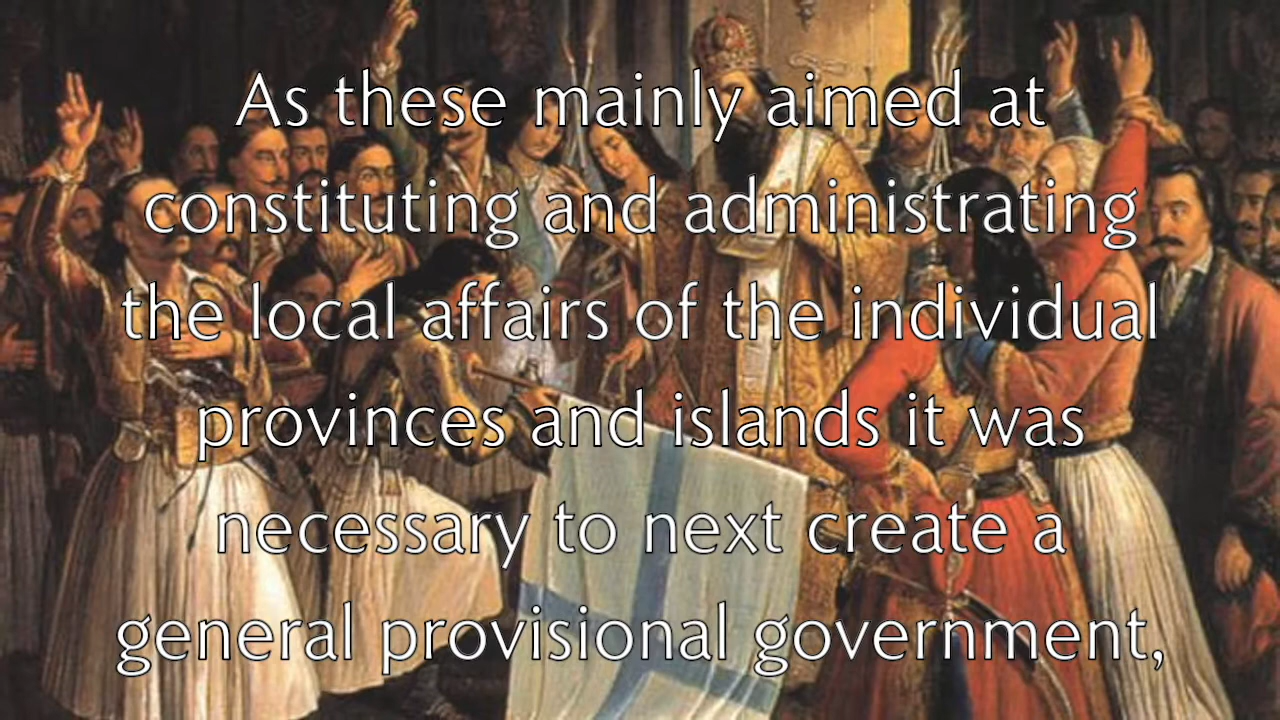 As these mainly aimed at
constituting and administrating
the local affairs of the individual
provinces and islands it was
necessary to next create a
general provisional government,